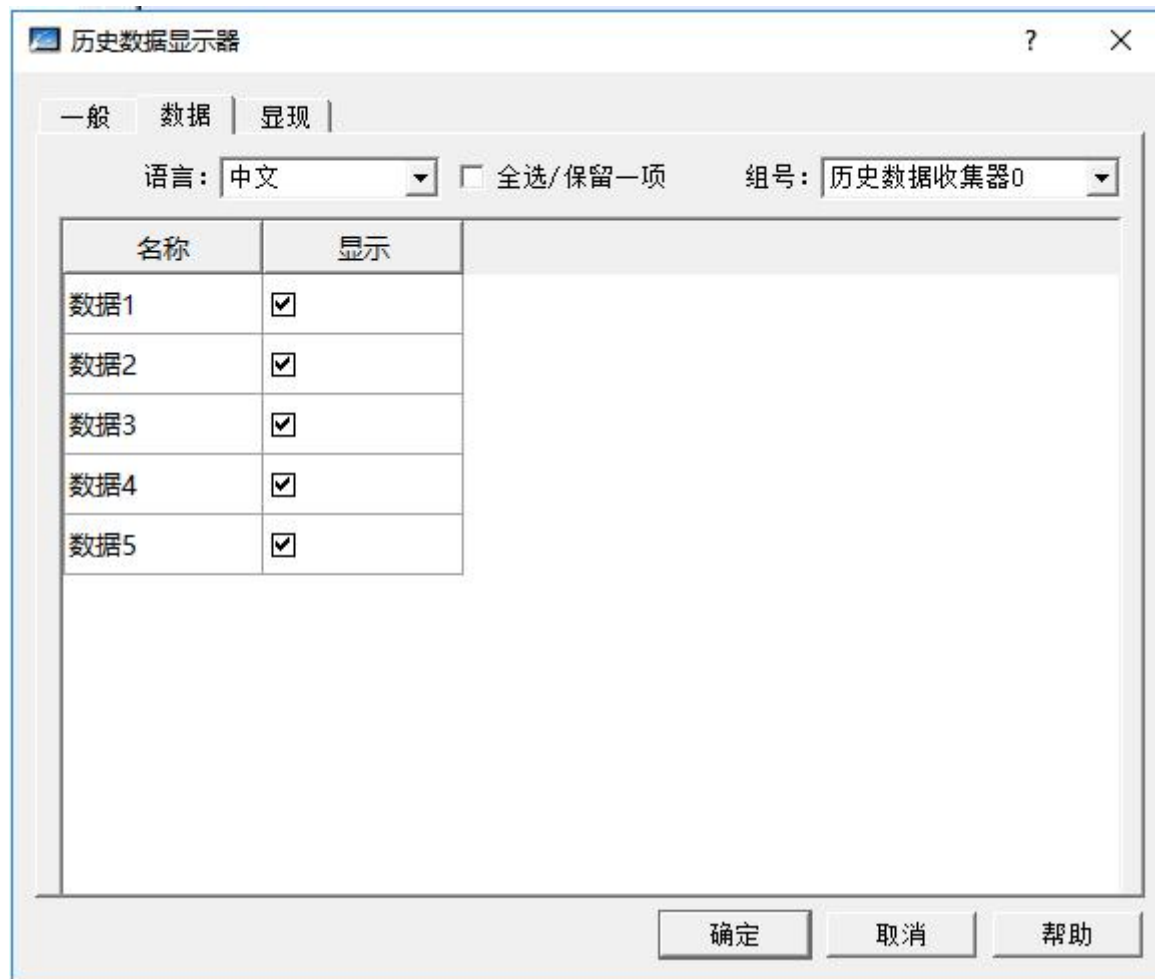 历史数据显示器 ?
一般 数据 显现
语言: 中文 全选/保留一项 组号: 历史数据收集器0
名称 显示
数据1
数据2
数据3
数据4
数据5
确定 取消 帮助